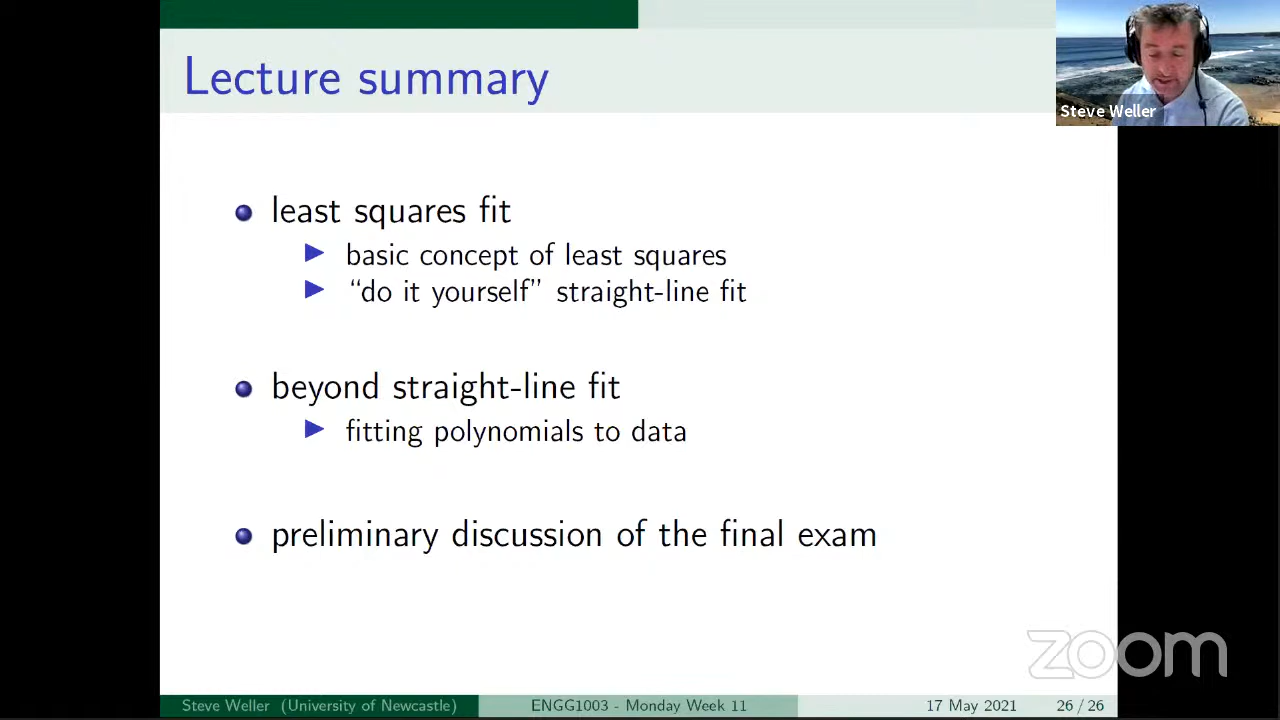 Lecture summary
Steve Weller
least squares fit
basic concept of least squares
“do it yourself” straight-line fit
beyond straight-line fit
fitting polynomials to data
preliminary discussion of the final exam
zoom
Steve Weller (University of Newcastle) ENGG1003 - Monday Week 11 17 May 2021 26 / 26